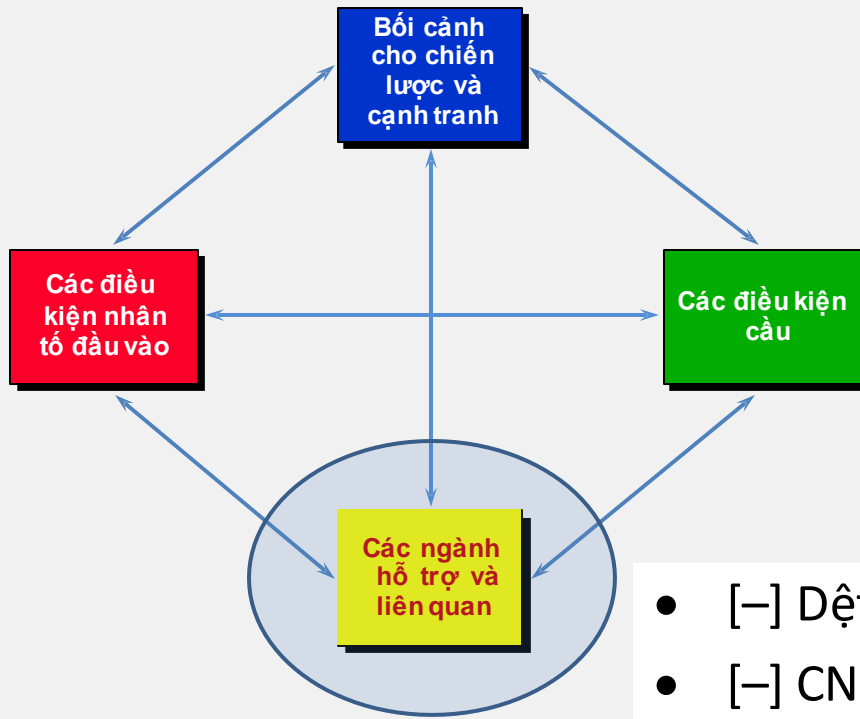 Bối cảnh
cho chiến
lược và
cạnh tranh
Các điều
kiện nhân
tố đầu vào
Các điều kiện
cầu
Các ngành
hỗ trợ và
liên quan
• [–]
• [–] CN